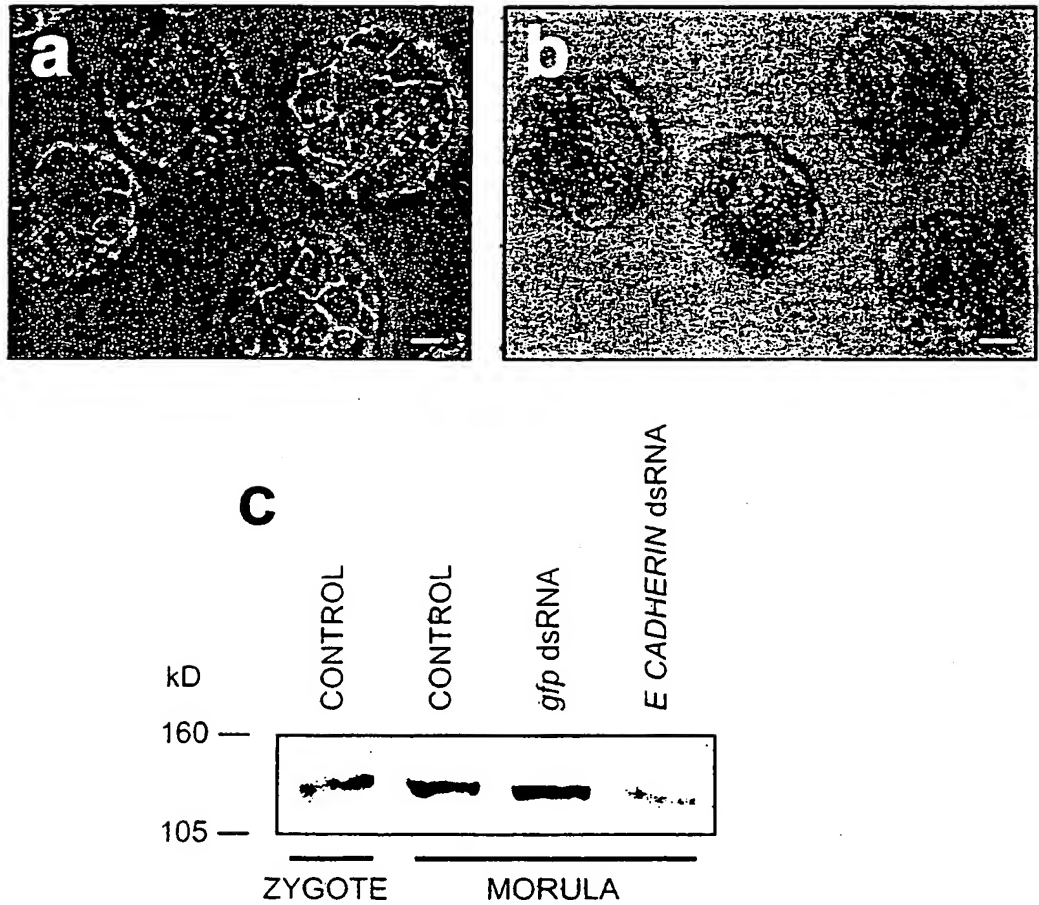 a
b
c
CONTROL
CONTROL
gfp dsRNA
E CADHERIN dsRNA
kD
160
105
ZYGOTE
MORULA